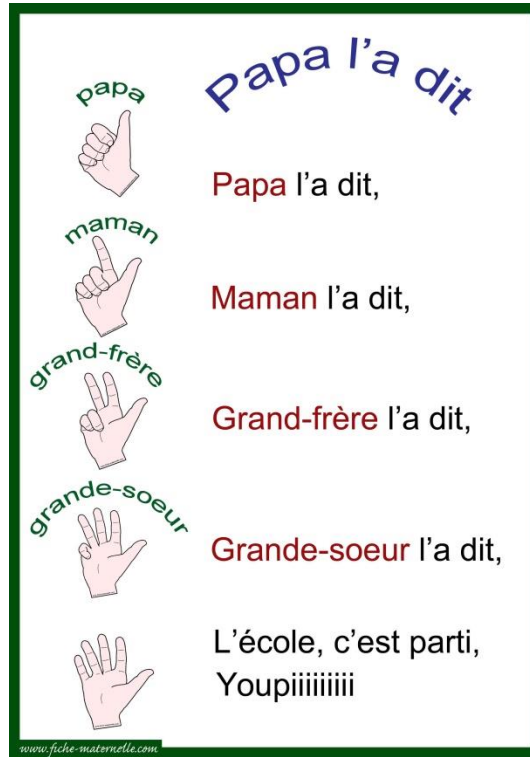 Papa l'a dit
papa
Papa l'a dit,
maman
Maman l'a dit,
grand-frère
Grand-frère l'a dit,
grande-soeur
Grande-soeur l'a dit,
L'école, c'est parti,
Youpiiiiiiiiii
www.fiche-maternelle.com